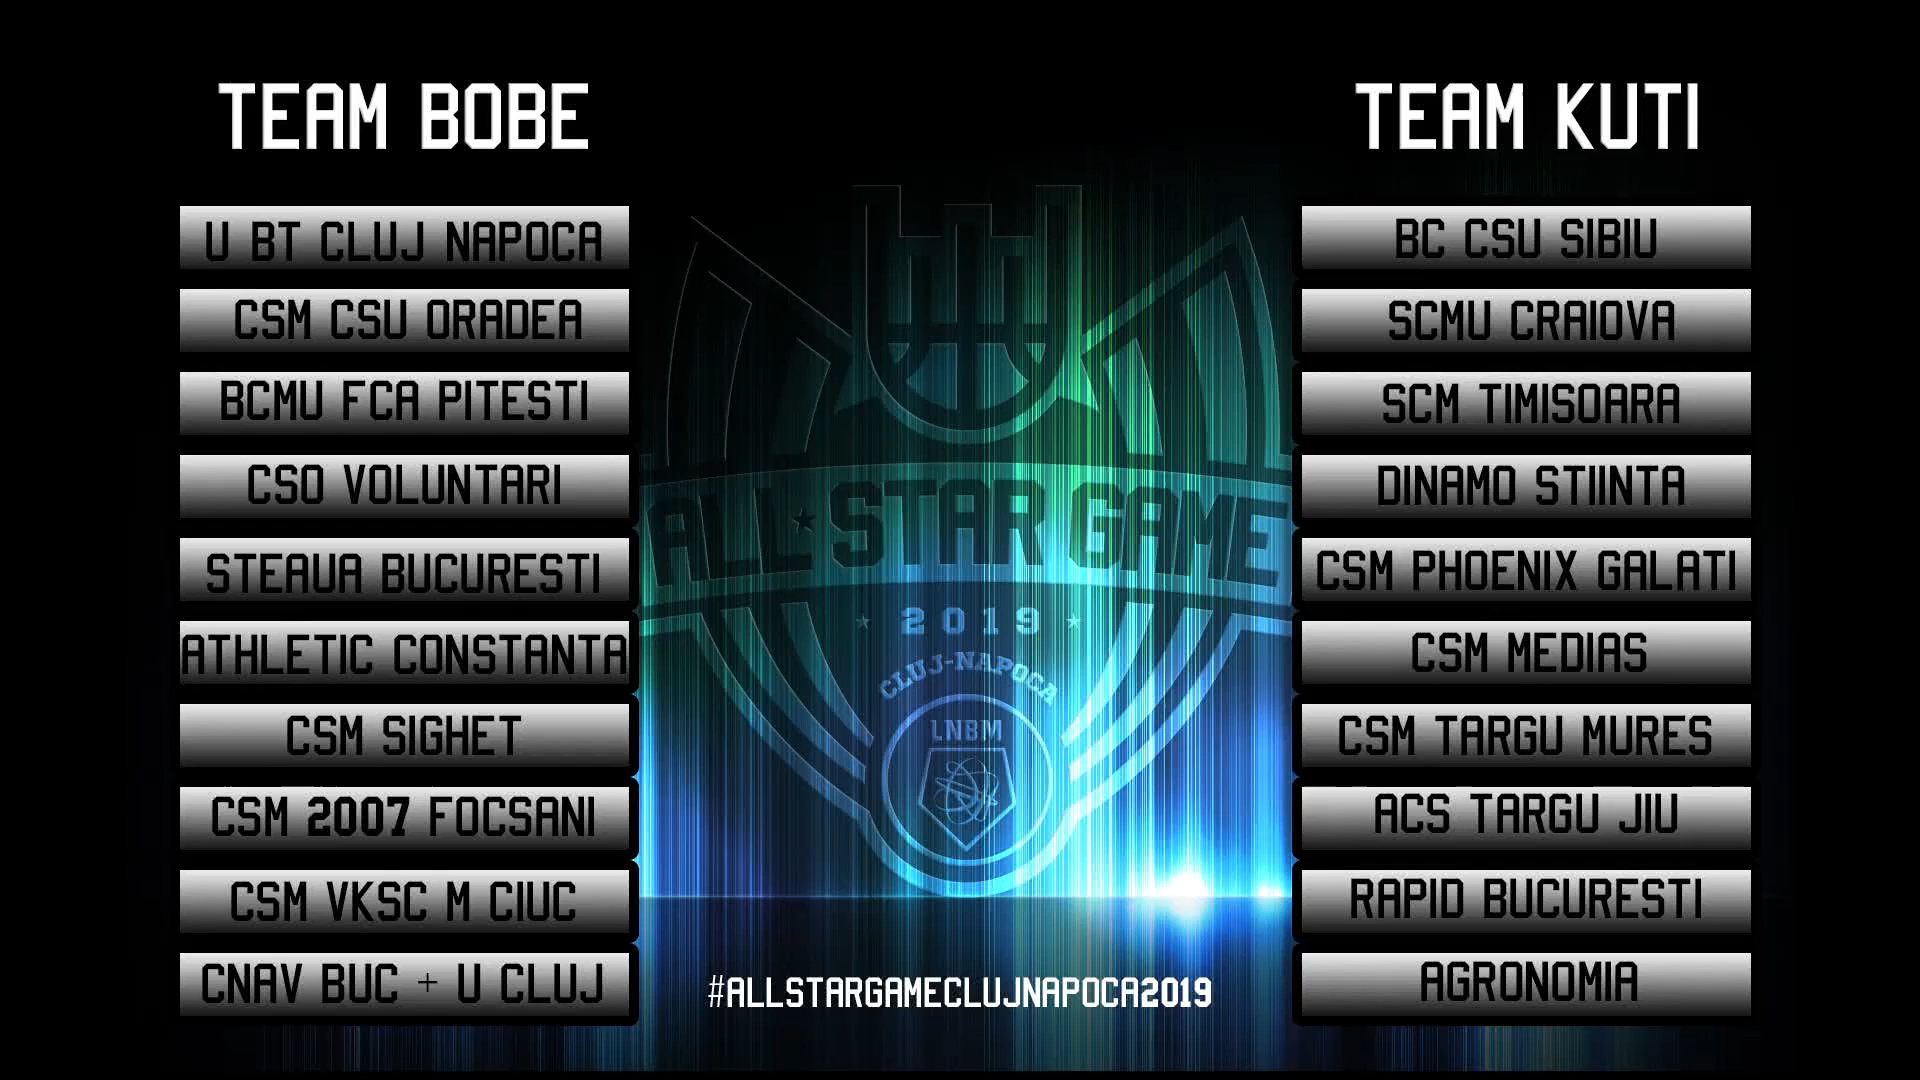 TEAM BOBE
U BT CLUJ NAPOCA
CSM CSU ORADEA
BCMU FCA PITESTI
CSO VOLUNTARI
STEAUA BUCURESTI
ATHLETIC CONSTANTA
CSM SIGHET
CSM 2007 FOCSANI
CSM VKSC M CIUC
CNAV BUC + U CLUJ
ALL★STAR GAME
2019
CLUJ-NAPOCA
LNBM
#ALLSTARGAMECLUJNAPOCA2019
TEAM KUTI
BC CSU SIBIU
SCMU CRAIOVA
SCM TIMISOARA
DINAMO STIINTA
CSM PHOENIX GALATI
CSM MEDIAS
CSM TARGU MURES
ACS TARGU JIU
RAPID BUCURESTI
AGRONOMIA